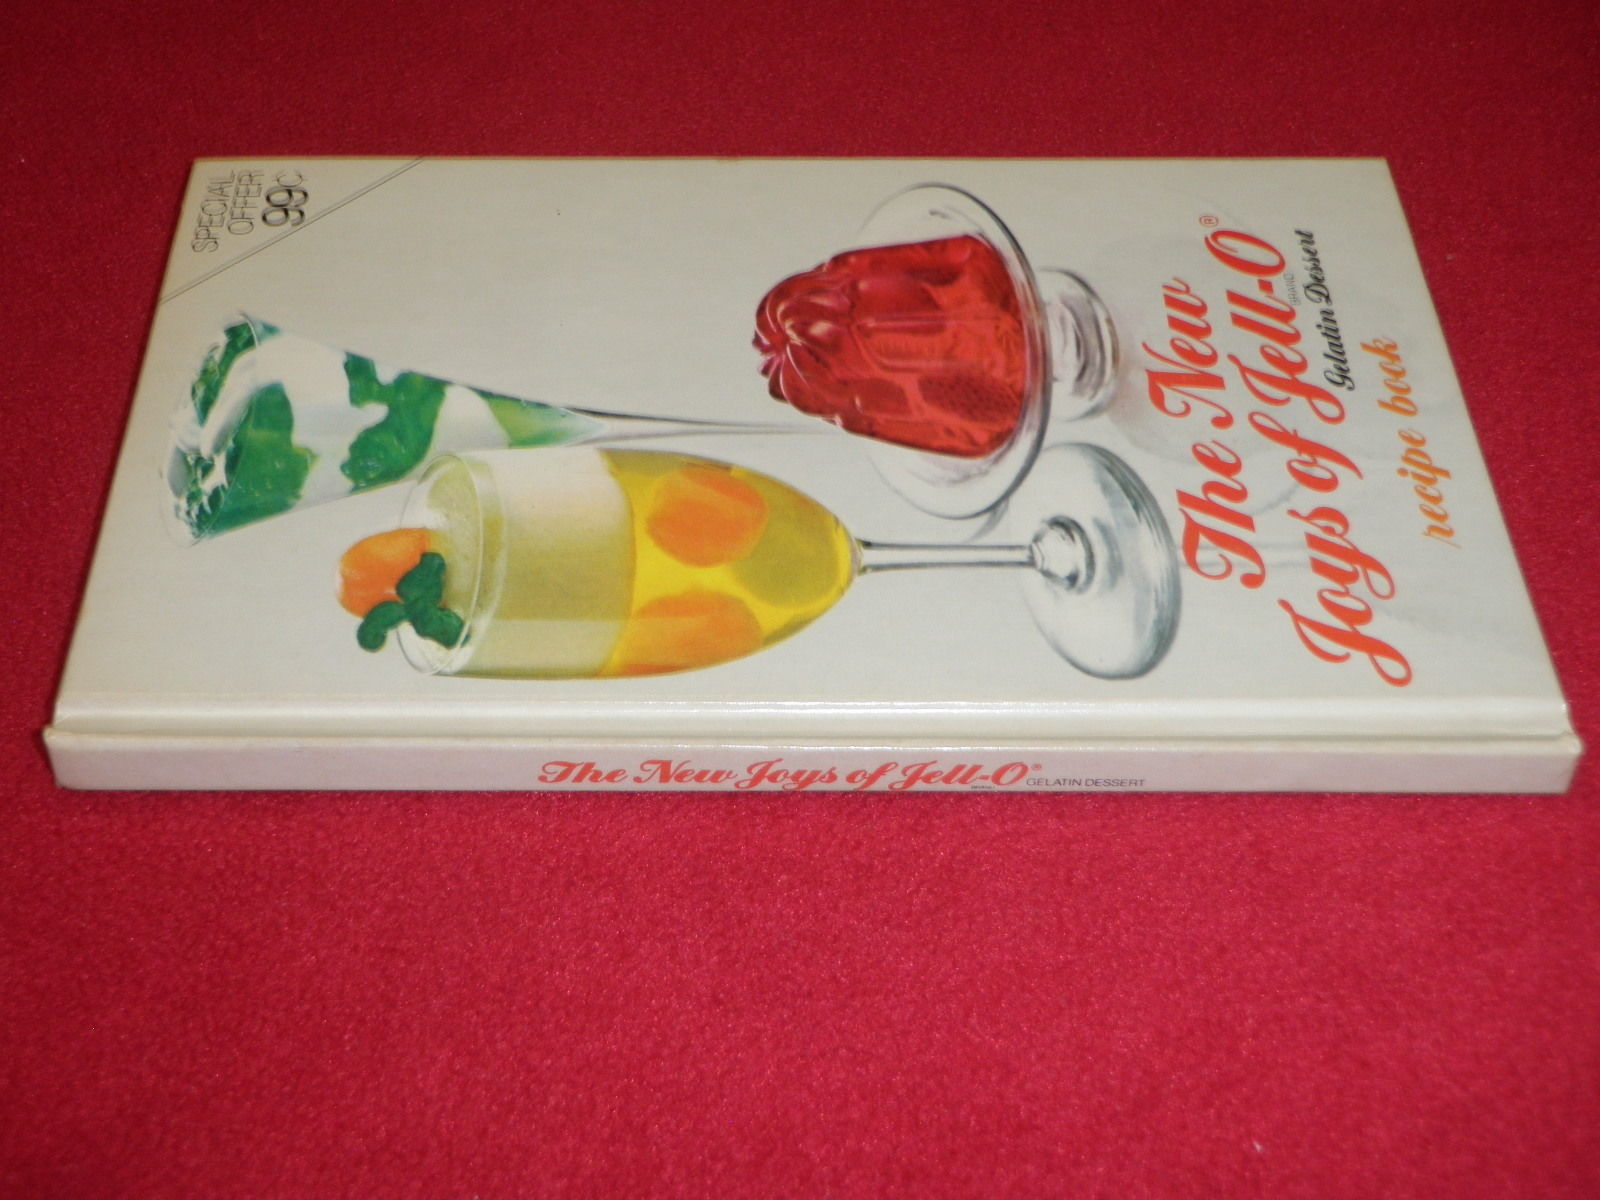 SPECIAL
OFFER
99¢
The New
Joys of Jell-O®
BRAND
Gelatin Dessert
recipe book
The New Joys of Jell-O® GELATIN DESSERT
BRAND